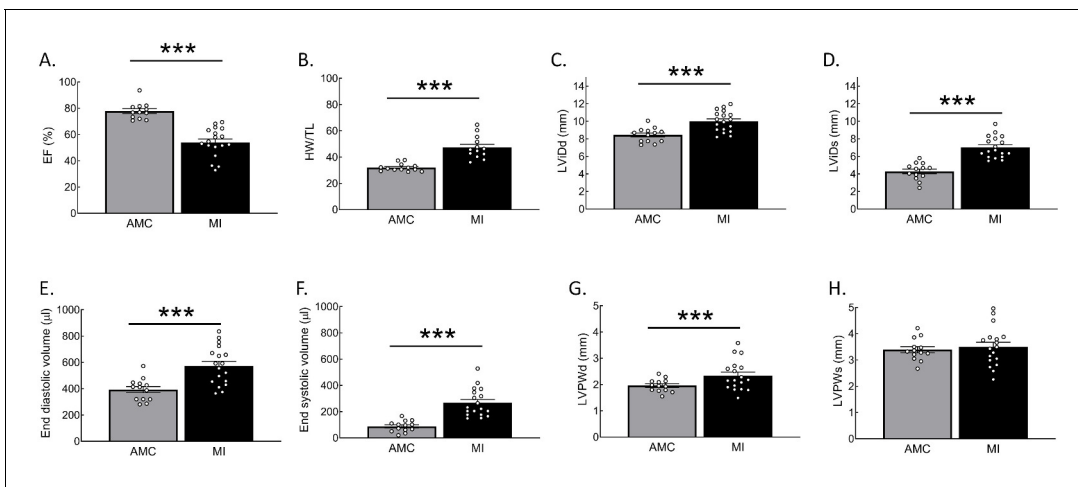 A.
***
EF (%)
100
80
60
40
20
0
AMC MI
B.
***
HW/TL
100
80
60
40
20
0
AMC MI
C.
***
LViDd (mm)
14
12
10
8
6
4
2
0
AMC MI
D.
***
LViDs (mm)
14
12
10
8
6
4
2
0
AMC MI
E.
***
End diastolic volume (µl)
1000
800
600
400
200
0
AMC MI
F.
***
End systolic volume (µl)
1000
800
600
400
200
0
AMC MI
G.
***
LVPWd (mm)
5
4
3
2
1
0
AMC MI
H.
LVPWs (mm)
5
4
3
2
1
0
AMC MI